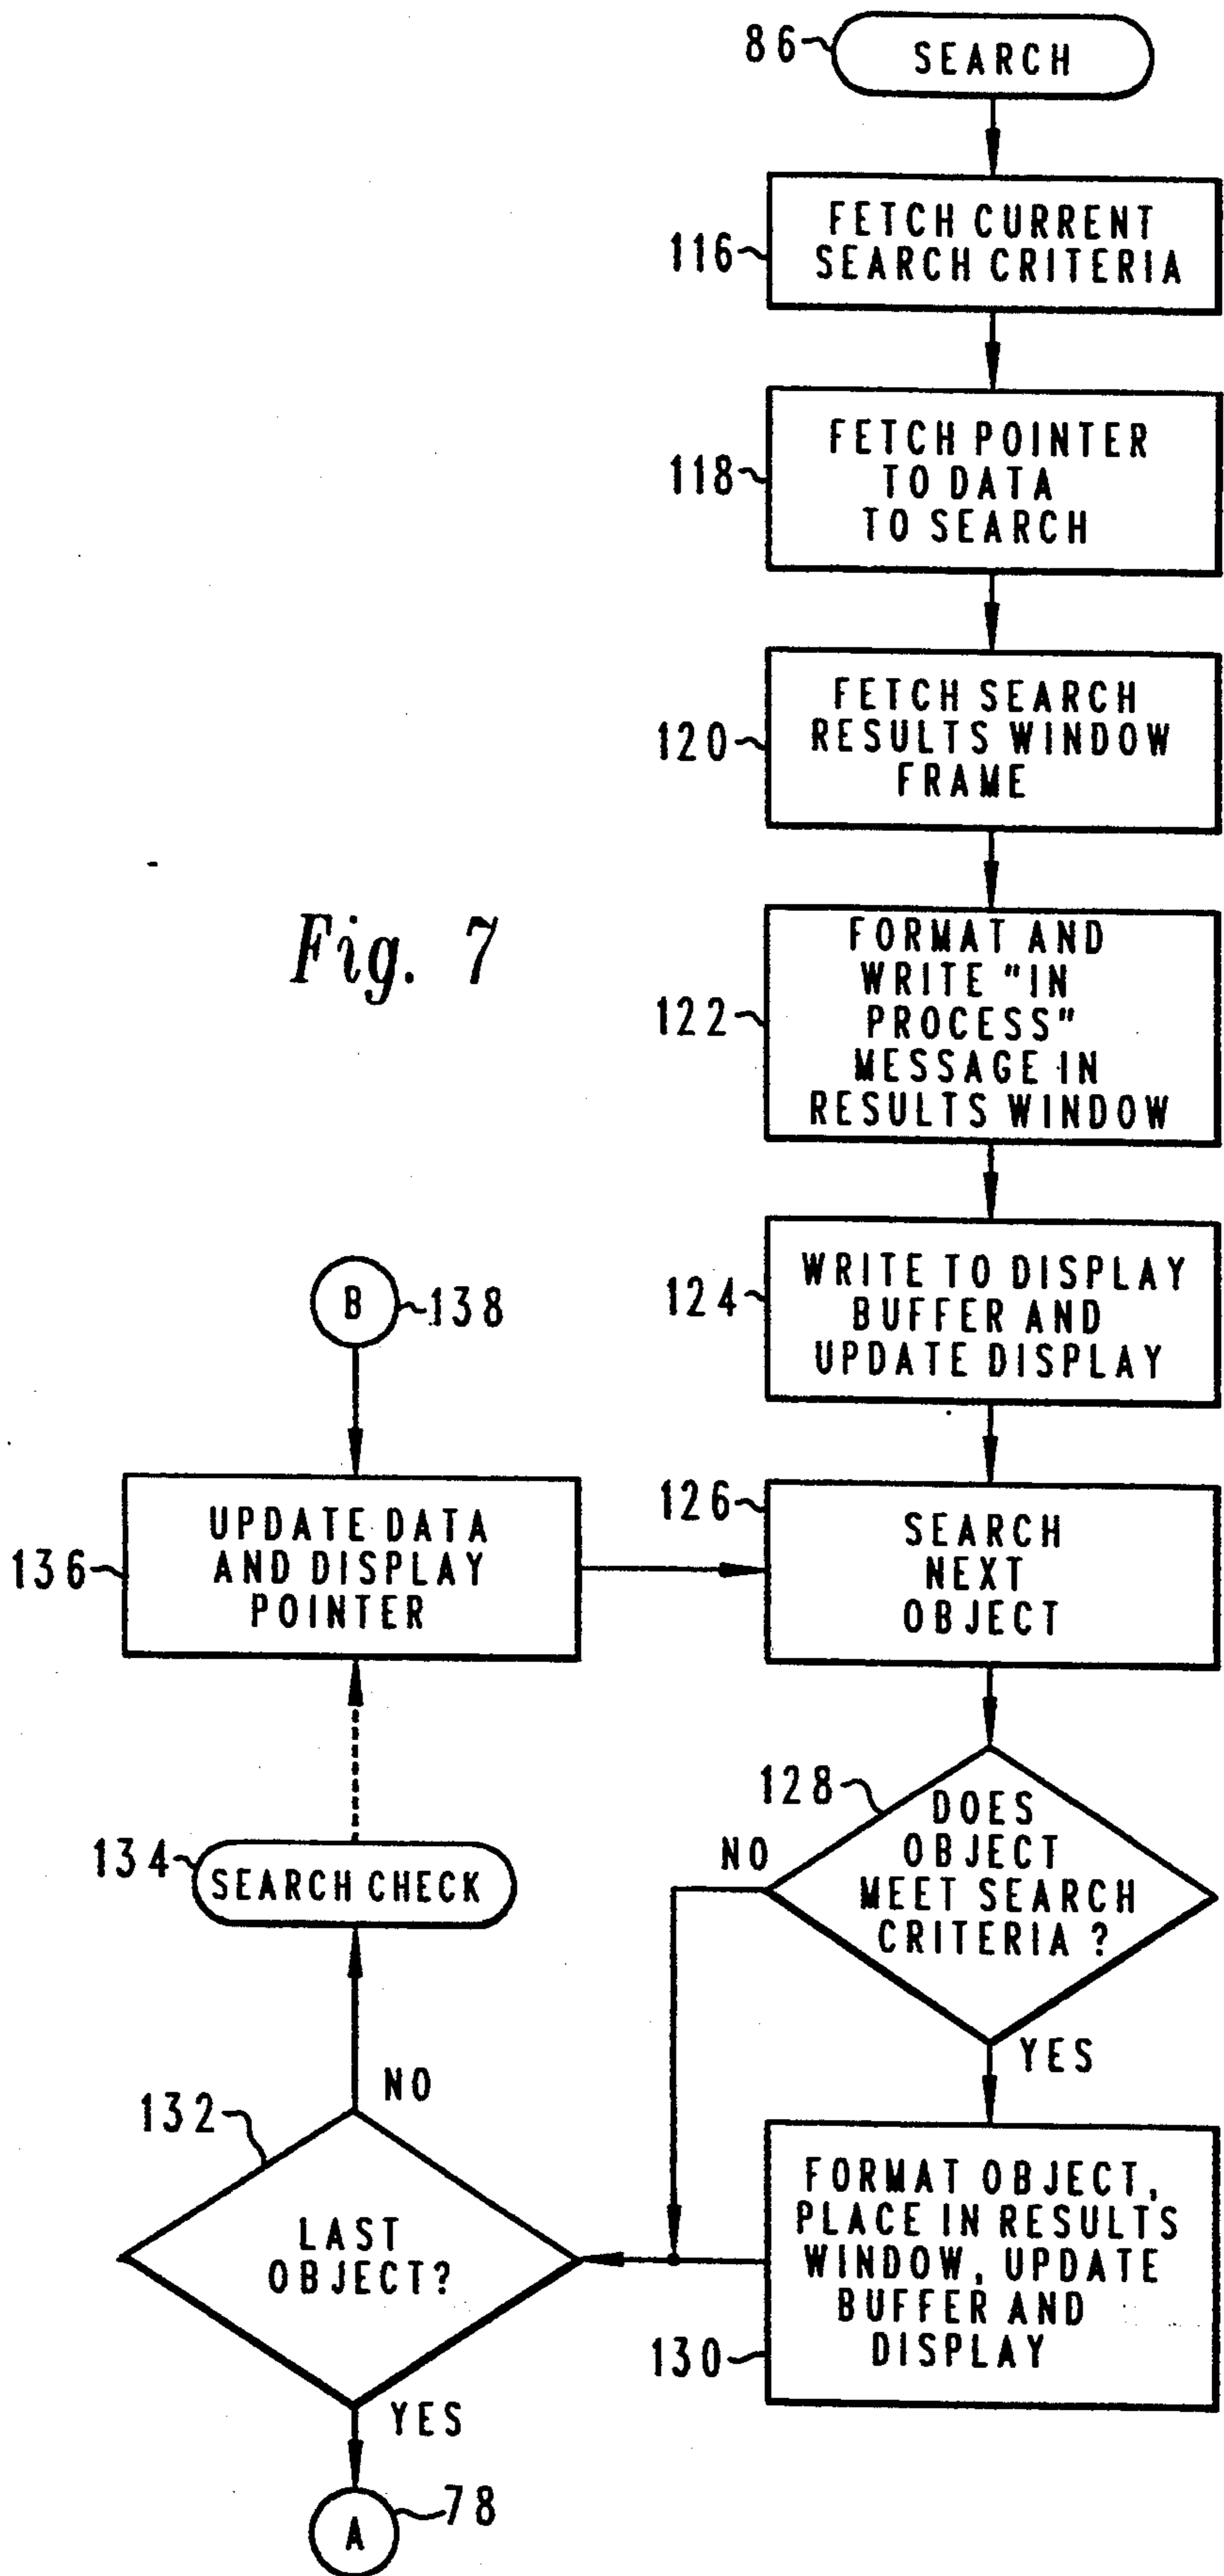 86
SEARCH
116
FETCH CURRENT
SEARCH CRITERIA
118
FETCH POINTER
TO DATA
TO SEARCH
120
FETCH SEARCH
RESULTS WINDOW
FRAME
Fig. 7
122
FORMAT AND
WRITE "IN
PROCESS"
MESSAGE IN
RESULTS WINDOW
124
WRITE TO DISPLAY
BUFFER AND
UPDATE DISPLAY
B
138
136
UPDATE DATA
AND DISPLAY
POINTER
126
SEARCH
NEXT
OBJECT
128
DOES
OBJECT
MEET SEARCH
CRITERIA ?
NO
YES
134
SEARCH CHECK
NO
132
LAST
OBJECT?
YES
130
FORMAT OBJECT,
PLACE IN RESULTS
WINDOW, UPDATE
BUFFER AND
DISPLAY
A
78